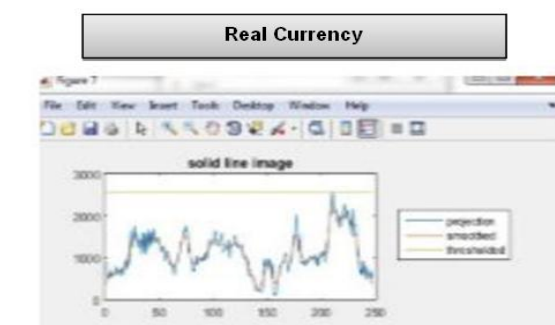 Real Currency
Figure 7
File Edit View Insert Tools Desktop Window Help
solid line image
3000
2000
1000
0
0 50 100 150 200 250
projection
smoothed
thresholded